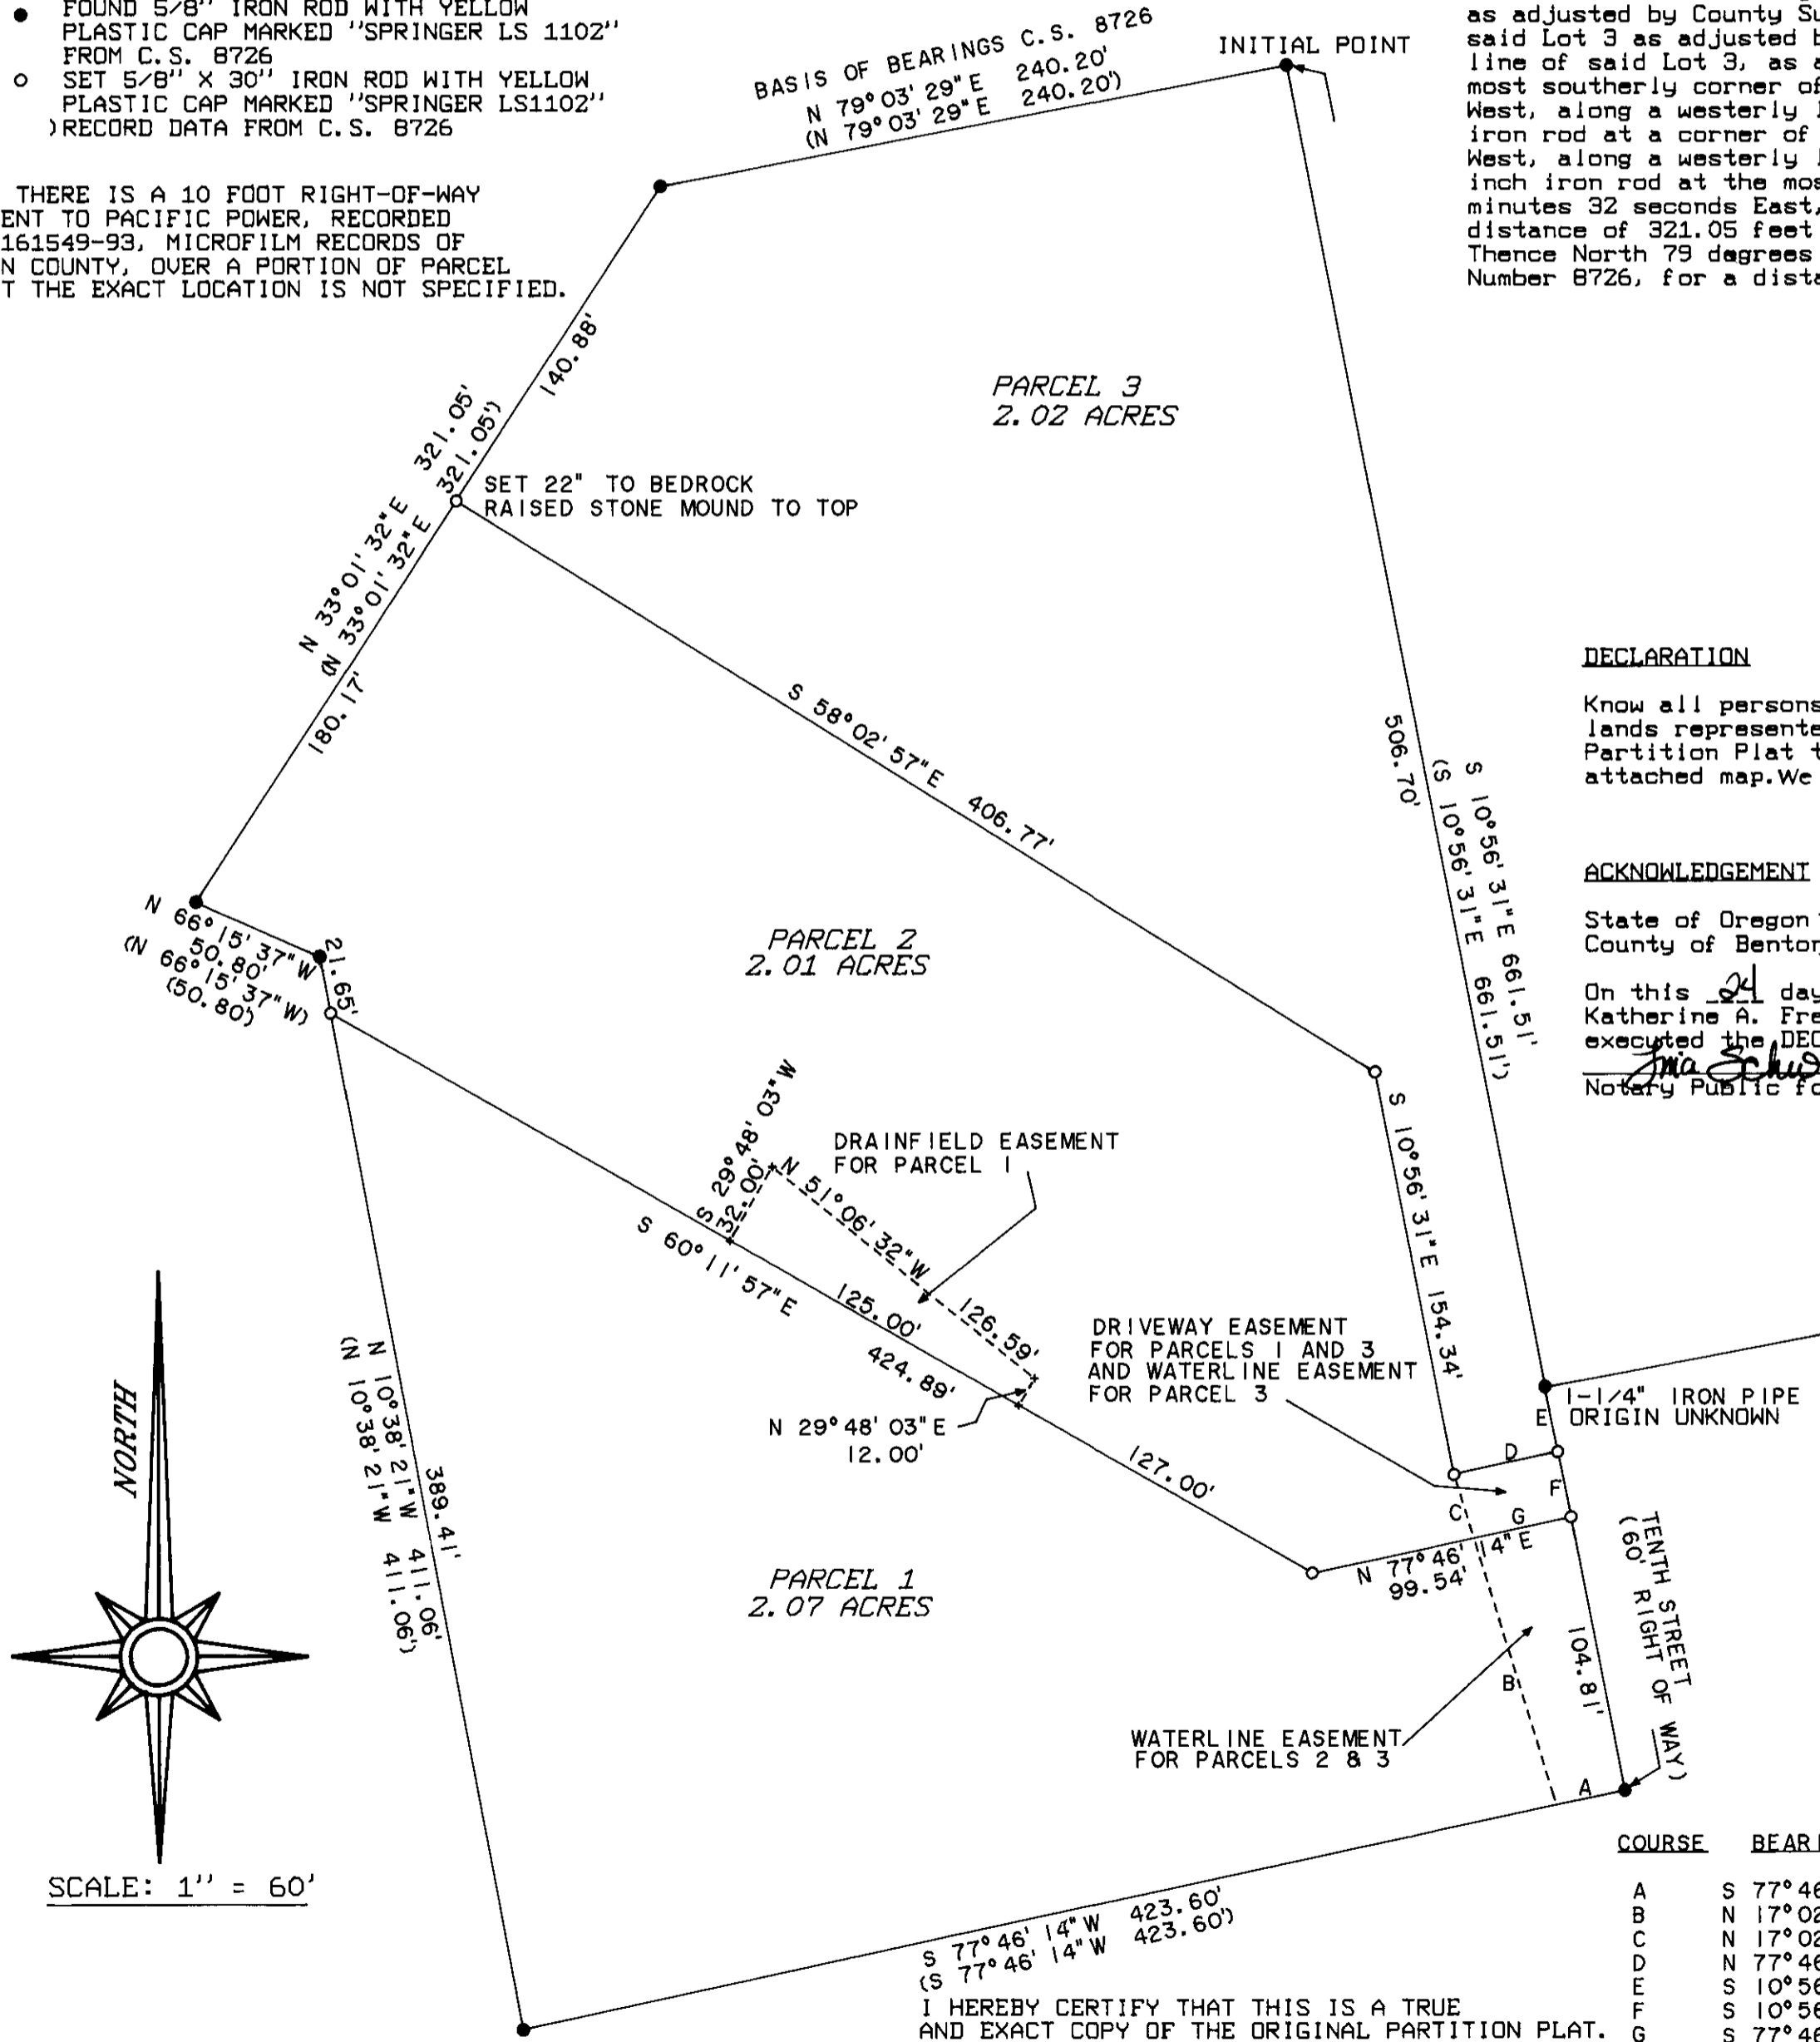 FOUND 5/8" IRON ROD WITH YELLOW
PLASTIC CAP MARKED "SPRINGER LS 1102"
FROM C.S. 8726
SET 5/8" X 30" IRON ROD WITH YELLOW
PLASTIC CAP MARKED "SPRINGER LS1102"
)RECORD DATA FROM C.S. 8726
THERE IS A 10 FOOT RIGHT-OF-WAY
ENT TO PACIFIC POWER, RECORDED
161549-93, MICROFILM RECORDS OF
N COUNTY, OVER A PORTION OF PARCEL
T THE EXACT LOCATION IS NOT SPECIFIED.
BASIS OF BEARINGS C.S. 8726
N 79°03'29"E 240.20'
(N 79°03'29"E 240.20')
INITIAL POINT
as adjusted by County Su
said Lot 3 as adjusted b
line of said Lot 3, as a
most southerly corner of
West, along a westerly l
iron rod at a corner of
West, along a westerly l
inch iron rod at the mos
minutes 32 seconds East,
distance of 321.05 feet
Thence North 79 degrees
Number 8726, for a dista
140.88'
PARCEL 3
2.02 ACRES
N 33°01'32"E 321.05'
(N 33°01'32"E 321.05')
SET 22" TO BEDROCK
RAISED STONE MOUND TO TOP
180.17'
S 58°02'57"E 406.77'
506.70'
S 10°56'31"E 661.51'
(S 10°56'31"E 661.51')
DECLARATION
Know all persons
lands represente
Partition Plat t
attached map.We
ACKNOWLEDGEMENT
State of Oregon
County of Benton
On this 24 day
Katherine A. Fre
executed the DEC
Notary Public fo
N 66°15'37"W
50.80'
(N 66°15'37"W)
(50.80')
21.65'
PARCEL 2
2.01 ACRES
S 29°48'03"W
32.00'
N 51°06'32"W 126.59'
DRAINFIELD EASEMENT
FOR PARCEL 1
S 10°56'31"E 154.34'
S 60°11'57"E 424.89'
125.00'
127.00'
N 29°48'03"E
12.00'
DRIVEWAY EASEMENT
FOR PARCELS 1 AND 3
AND WATERLINE EASEMENT
FOR PARCEL 3
1-1/4" IRON PIPE
ORIGIN UNKNOWN
E
D
F
C
G
N 77°46'14"E
99.54'
TENTH STREET
(60' RIGHT OF WAY)
104.81'
B
A
NORTH
SCALE: 1" = 60'
389.41'
N 10°38'21"W 411.06'
(N 10°38'21"W 411.06')
PARCEL 1
2.07 ACRES
WATERLINE EASEMENT
FOR PARCELS 2 & 3
S 77°46'14"W 423.60'
(S 77°46'14"W 423.60')
I HEREBY CERTIFY THAT THIS IS A TRUE
AND EXACT COPY OF THE ORIGINAL PARTITION PLAT.
COURSE BEARI
A S 77°46
B N 17°02
C N 17°02
D N 77°46
E S 10°56
F S 10°56
G S 77°46